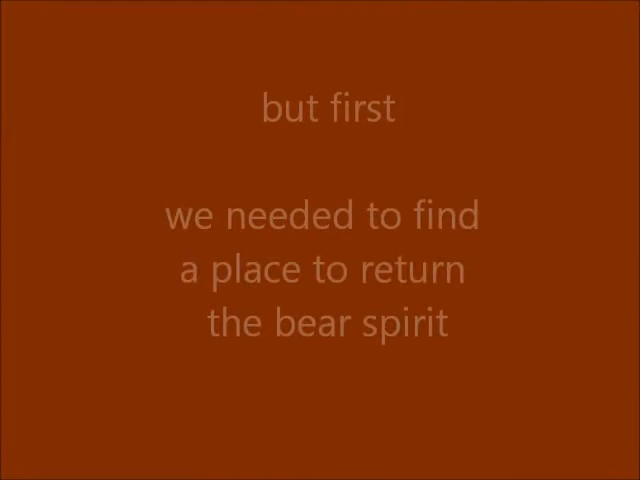 but first
we needed to find
a place to return
the bear spirit